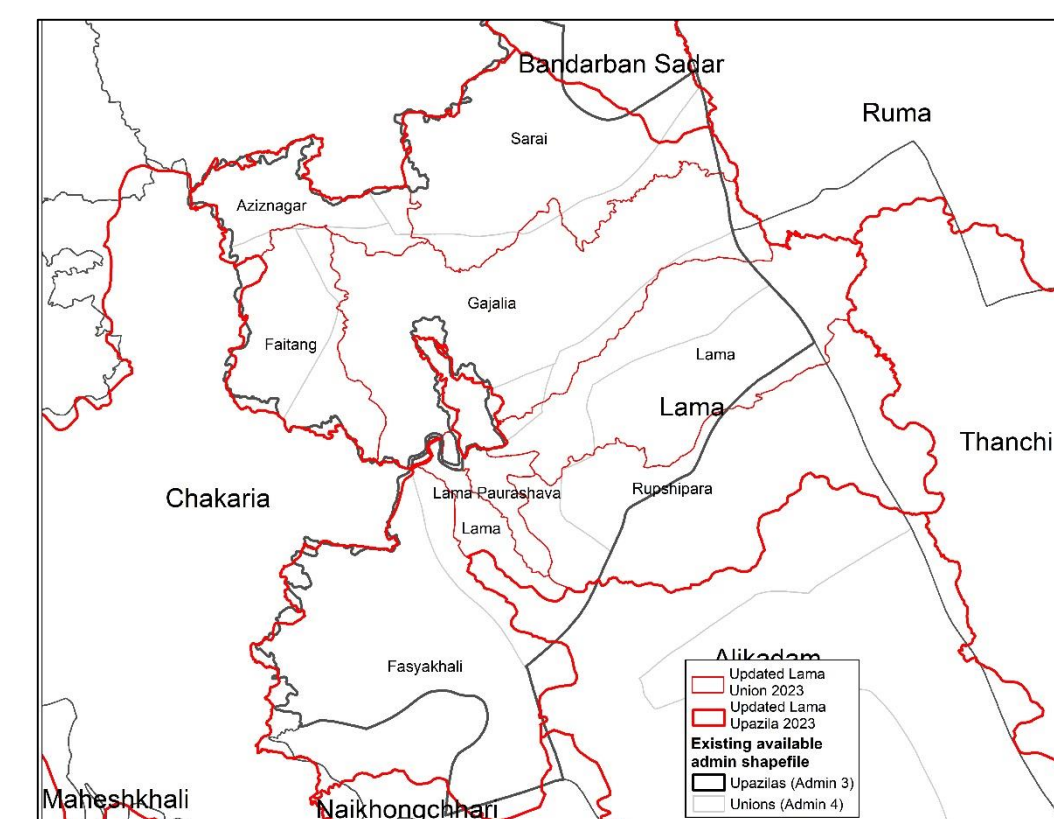 Bandarban Sadar
Ruma
Sarai
Aziznagar
Gajalia
Faitang
Lama
Lama
Thanchi
Chakaria
Lama Paurashava
Rupshipara
Lama
Fasyakhali
Alikadam
Updated Lama
Union 2023
Updated Lama
Upazila 2023
Existing available
admin shapefile
Upazilas (Admin 3)
Unions (Admin 4)
Maheshkhali
Naikhongchhari